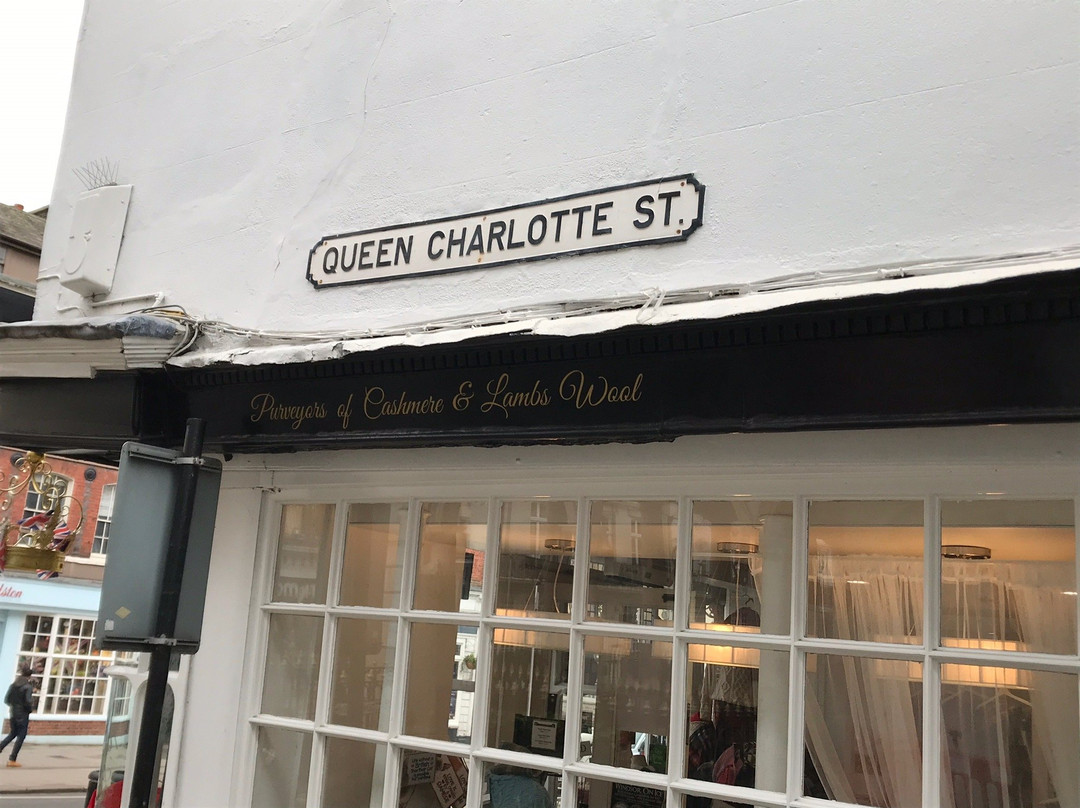 QUEEN CHARLOTTE ST.
Purveyors of Cashmere & Lambs Wool